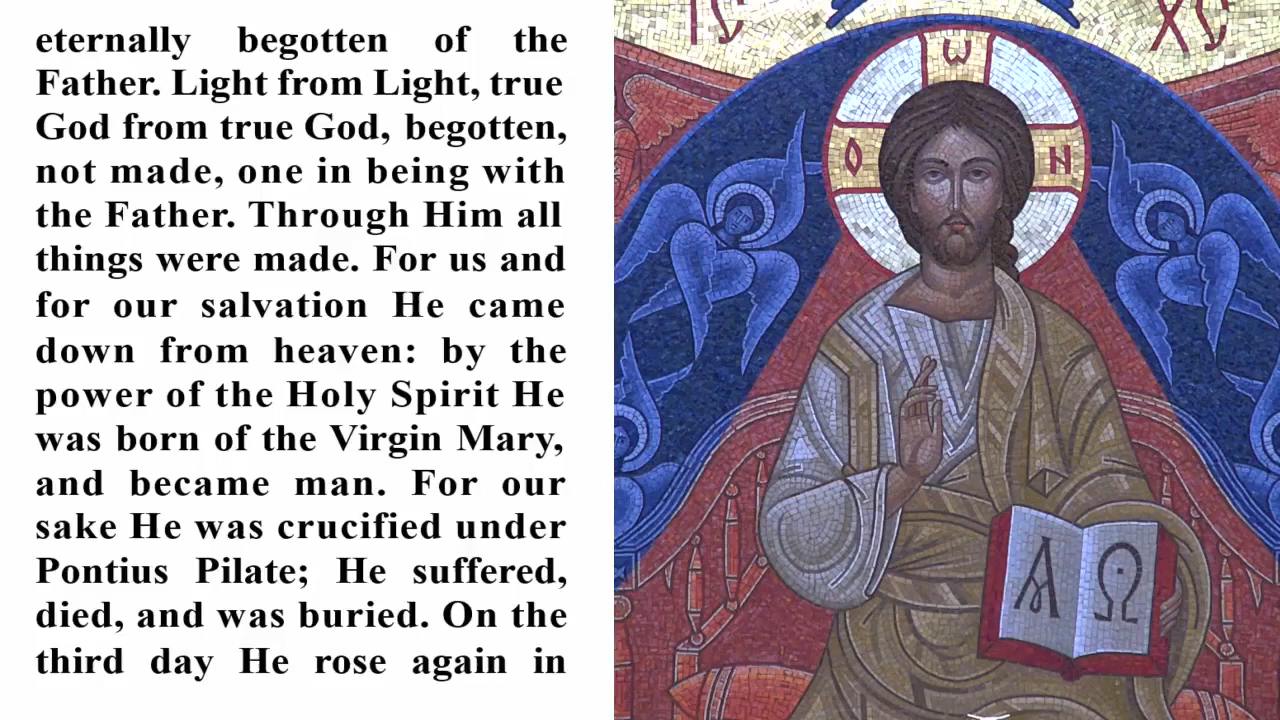 eternally begotten of the
Father. Light from Light, true
God from true God, begotten,
not made, one in being with
the Father. Through Him all
things were made. For us and
for our salvation He came
down from heaven: by the
power of the Holy Spirit He
was born of the Virgin Mary,
and became man. For our
sake He was crucified under
Pontius Pilate; He suffered,
died, and was buried. On the
third day He rose again in
ІС ХС
ω
Ο Ν
Α Ω